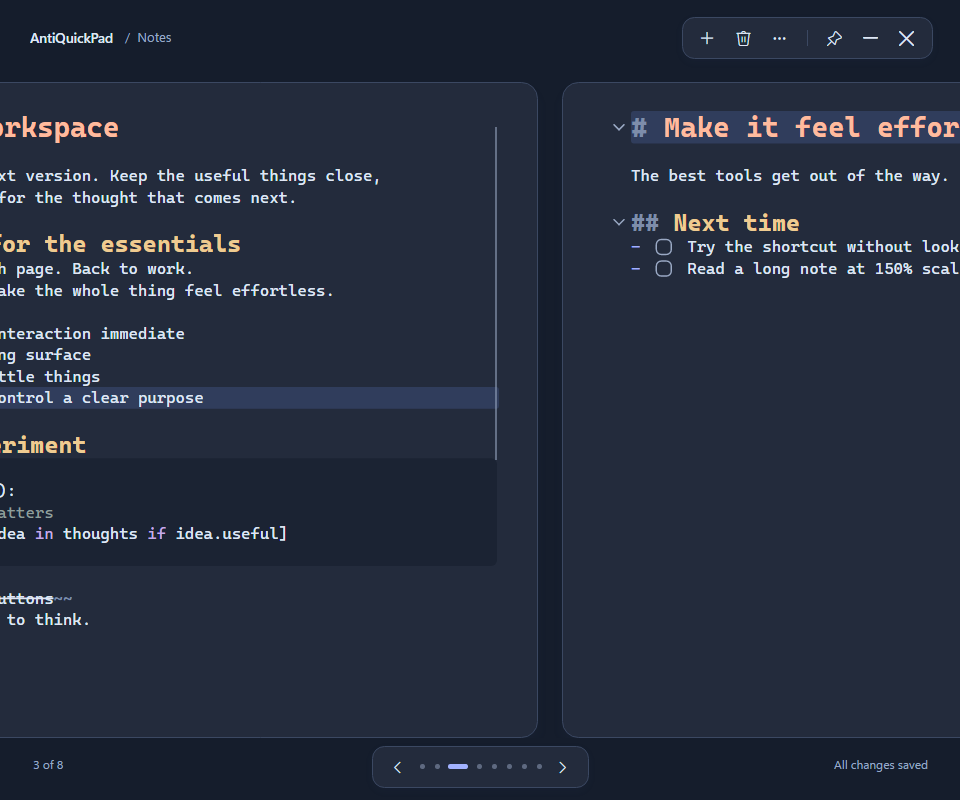 AntiQuickPad / Notes
orkspace
xt version. Keep the useful things close,
for the thought that comes next.
for the essentials
h page. Back to work.
ake the whole thing feel effortless.
nteraction immediate
ng surface
ttle things
ontrol a clear purpose
eriment
):
atters
dea in thoughts if idea.useful]
uttons~~
to think.
# Make it feel effor
The best tools get out of the way.
## Next time
- Try the shortcut without look
- Read a long note at 150% scal
3 of 8
All changes saved